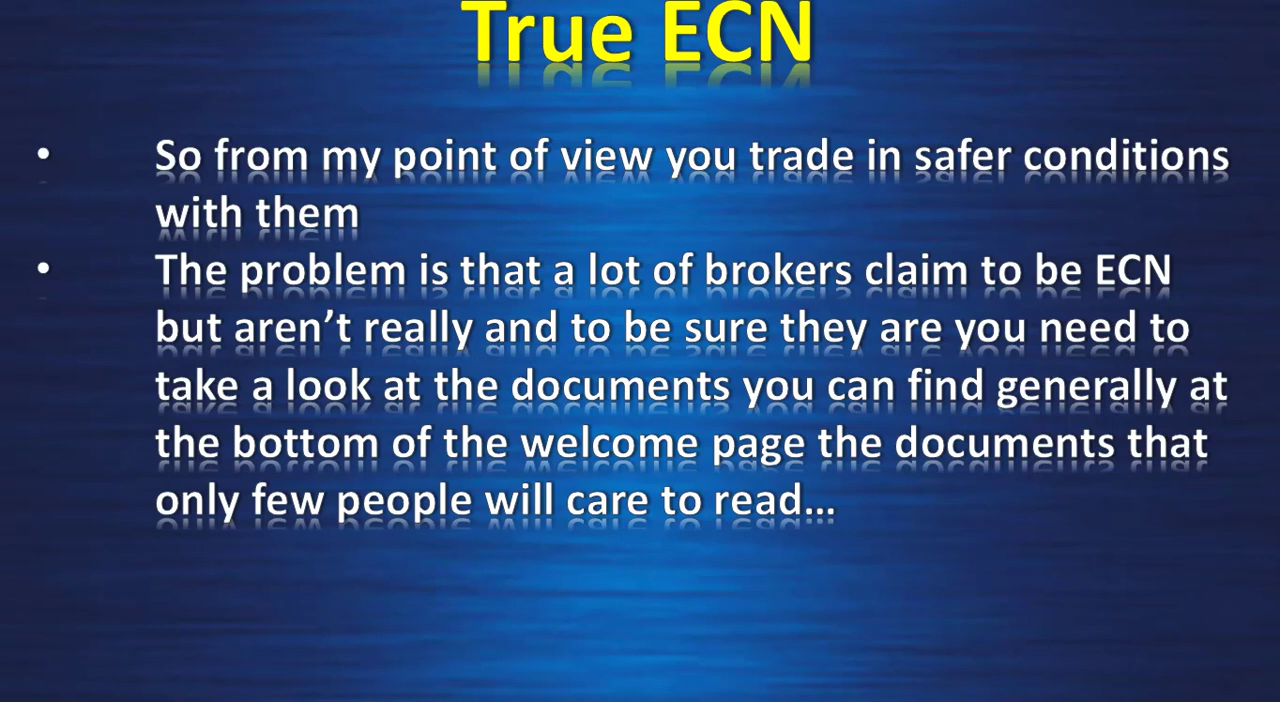 True ECN
• So from my point of view you trade in safer conditions
with them
• The problem is that a lot of brokers claim to be ECN
but aren’t really and to be sure they are you need to
take a look at the documents you can find generally at
the bottom of the welcome page the documents that
only few people will care to read…